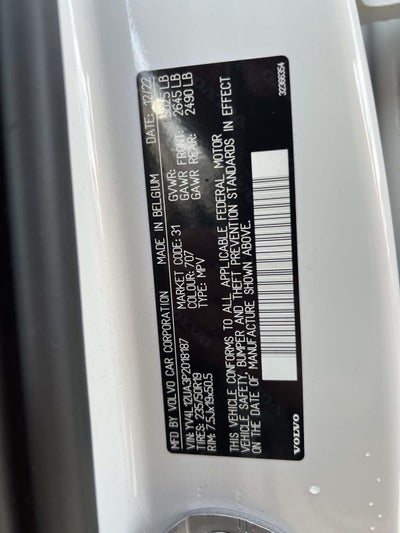 MFD BY VOLVO CAR CORPORATION MADE IN BELGIUM DATE: 12/22
VIN: YV4L12UA3P2018187 GVWR: LB
TIRES: 235/50R19 MARKET CODE: 31 GAWR FRONT: 2645 LB
RIM: 7.5Jx19x50.5 COLOUR: 707 GAWR REAR: 2490 LB
TYPE: MPV
THIS VEHICLE CONFORMS TO ALL APPLICABLE FEDERAL MOTOR
VEHICLE SAFETY, BUMPER AND THEFT PREVENTION STANDARDS IN EFFECT
ON THE DATE OF MANUFACTURE SHOWN ABOVE.
VOLVO
32368354